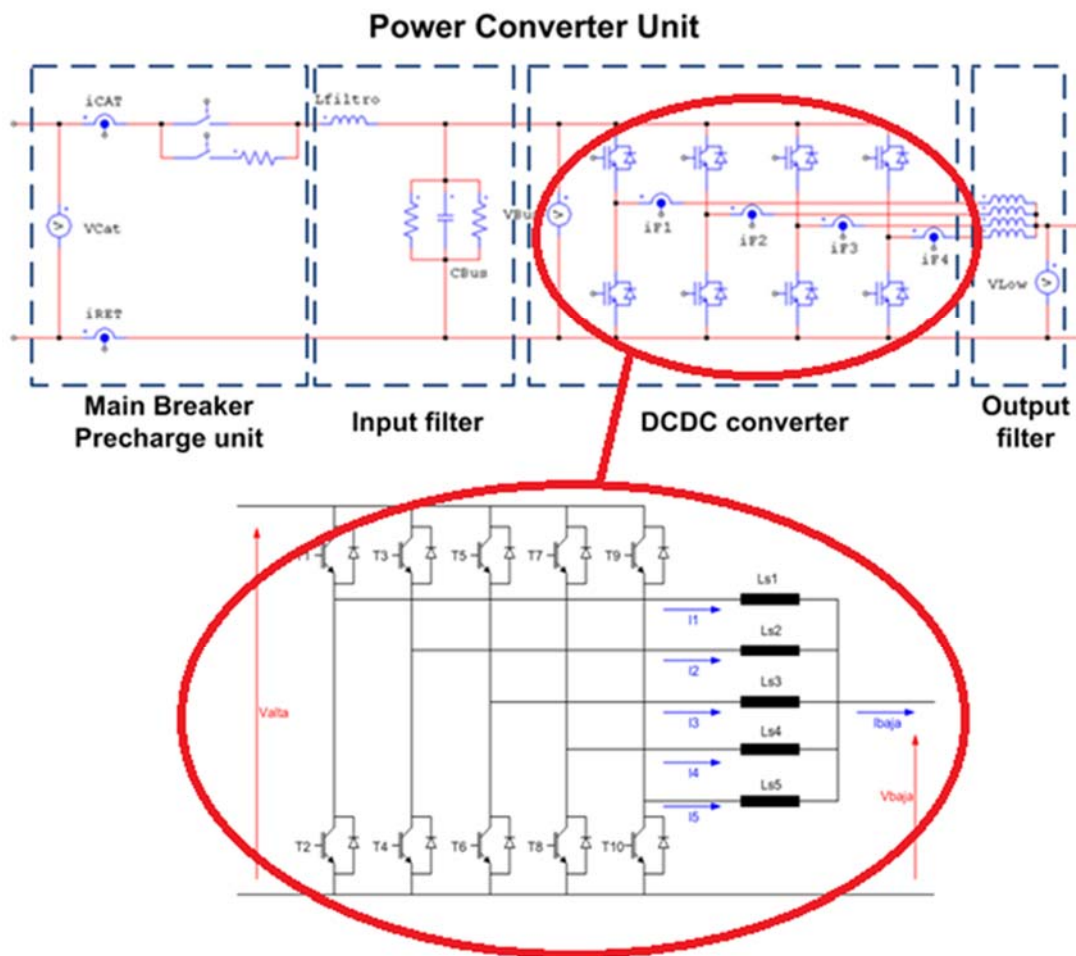 Power Converter Unit
iCAT
Lfiltro
VCat
CBus
iRET
iF1
iF2
iF3
iF4
VLow
Main Breaker
Precharge unit
Input filter
DCDC converter
Output
filter
T3
T5
T7
T9
Ls1
I1
Ls2
I2
Ls3
Valta
I3
Ibaja
Ls4
I4
Vbaja
Ls5
I5
T2
T4
T6
T8
T10